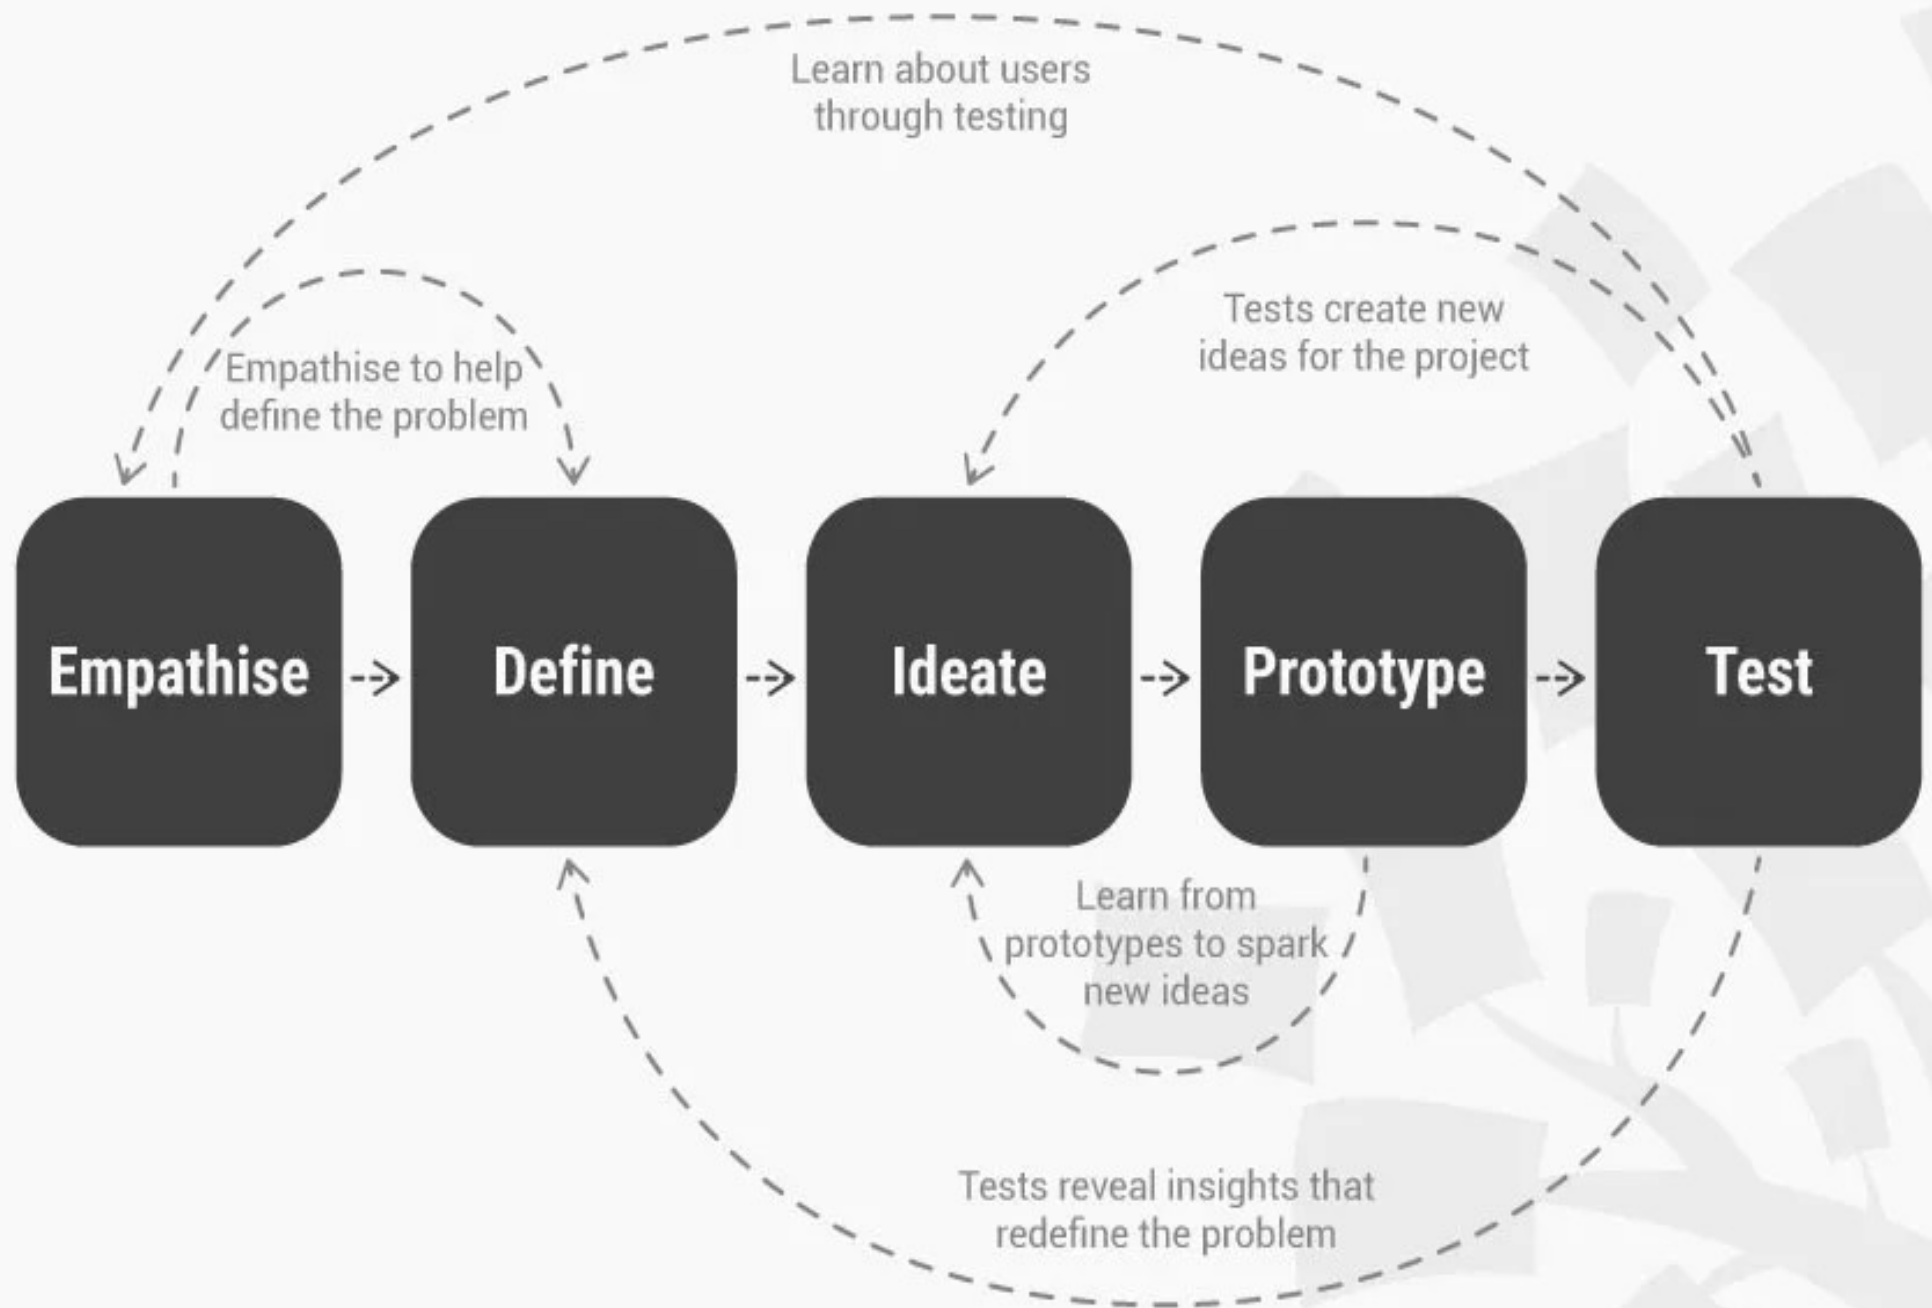 Learn about users
through testing
Tests create new
ideas for the project
Empathise to help
define the problem
Empathise
Define
Ideate
Prototype
Test
Learn from
prototypes to spark
new ideas
Tests reveal insights that
redefine the problem